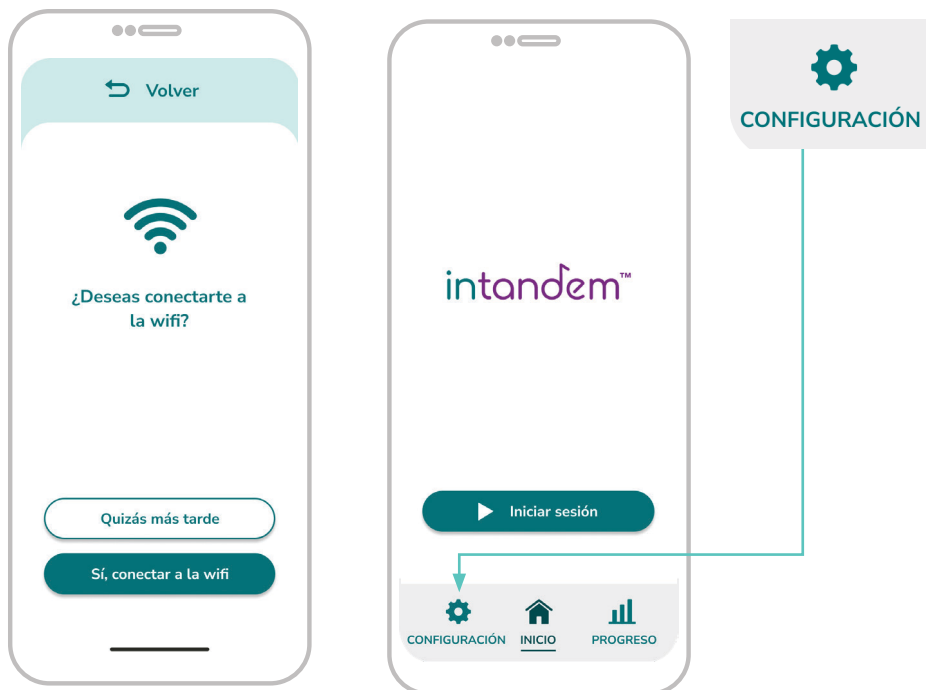 Volver
¿Deseas conectarte a
la wifi?
Quizás más tarde
Sí, conectar a la wifi
intandem™
Iniciar sesión
CONFIGURACIÓN
INICIO
PROGRESO
CONFIGURACIÓN